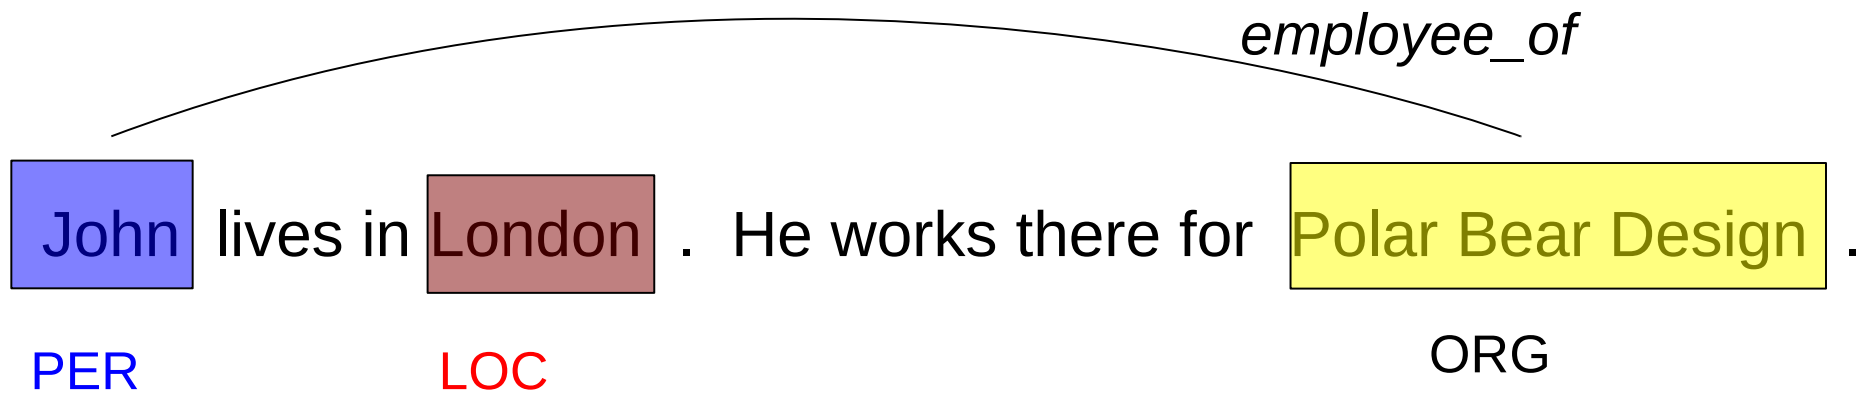 employee_of
John lives in London . He works there for Polar Bear Design .
PER LOC ORG